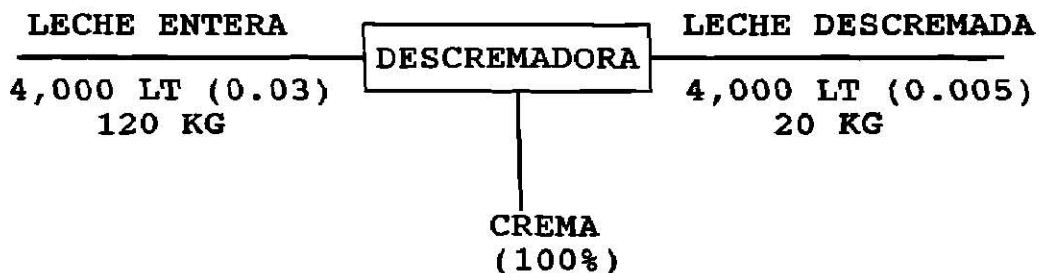 LECHE ENTERA
4,000 LT (0.03)
120 KG
DESCREMADORA
LECHE DESCREMADA
4,000 LT (0.005)
20 KG
CREMA
(100%)